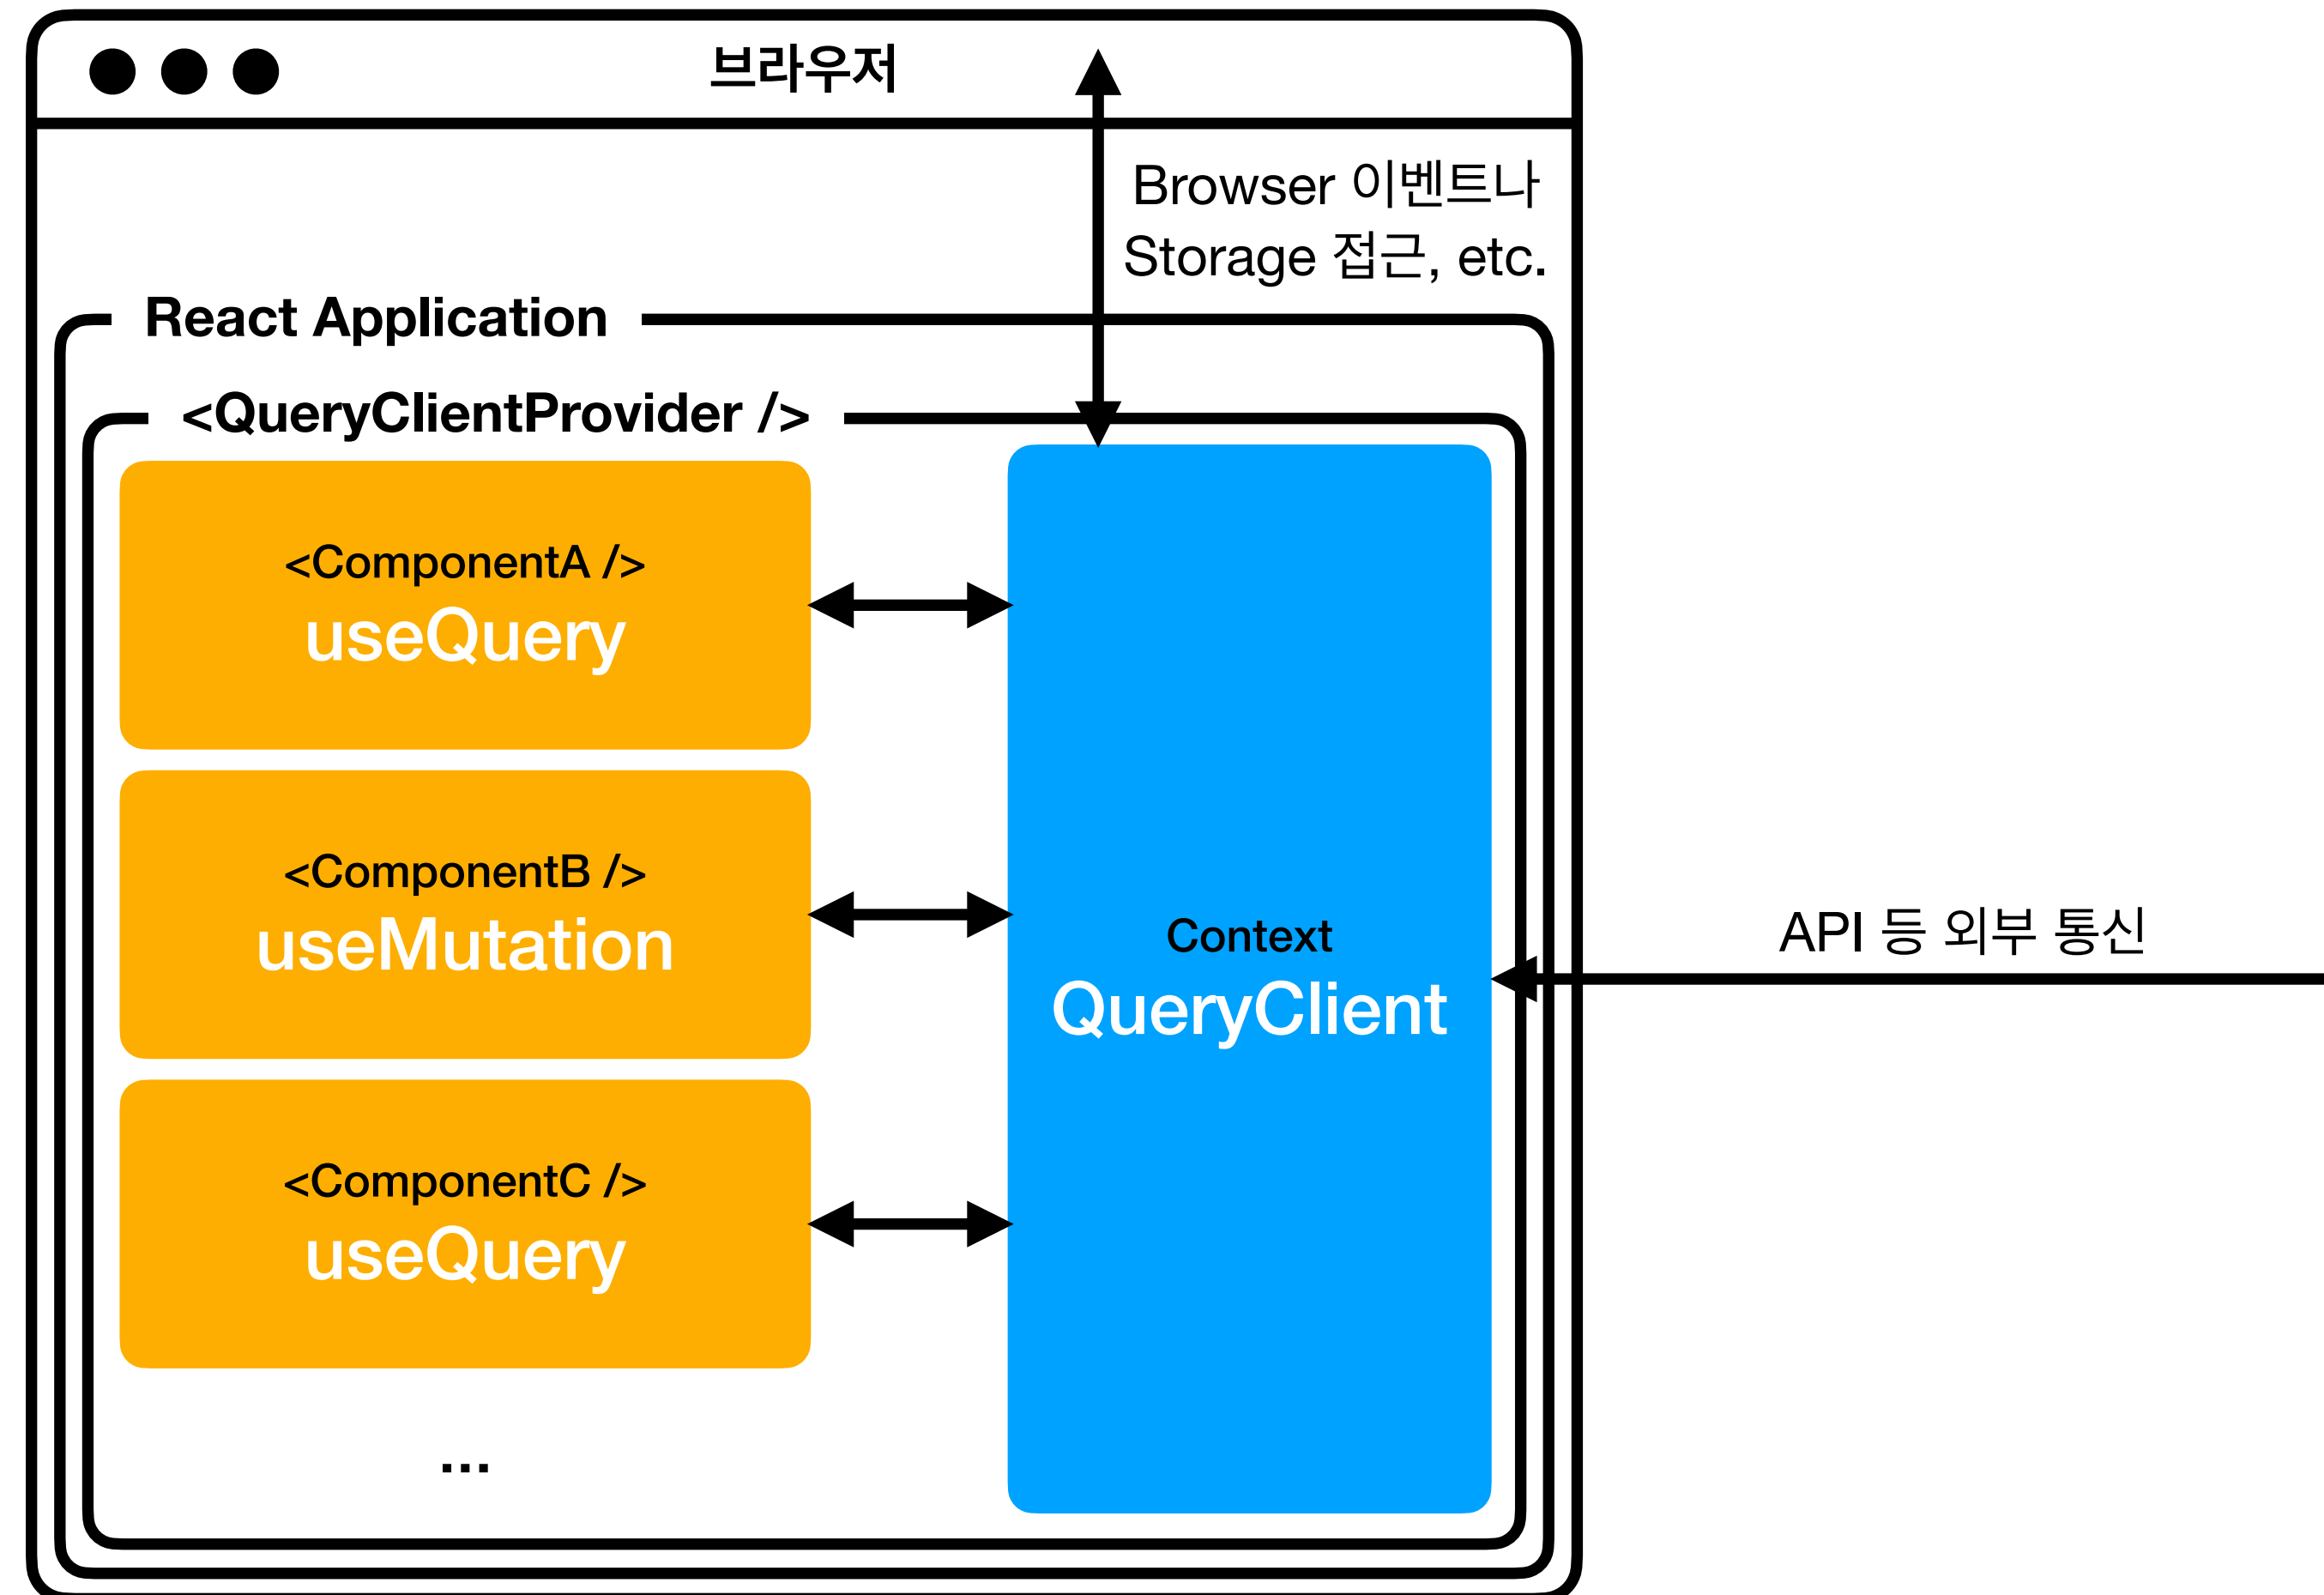 브라우저
Browser 이벤트나
Storage 접근, etc.
React Application
<QueryClientProvider />
<ComponentA />
useQuery
<ComponentB />
useMutation
<ComponentC />
useQuery
...
Context
QueryClient
API 등 외부 통신